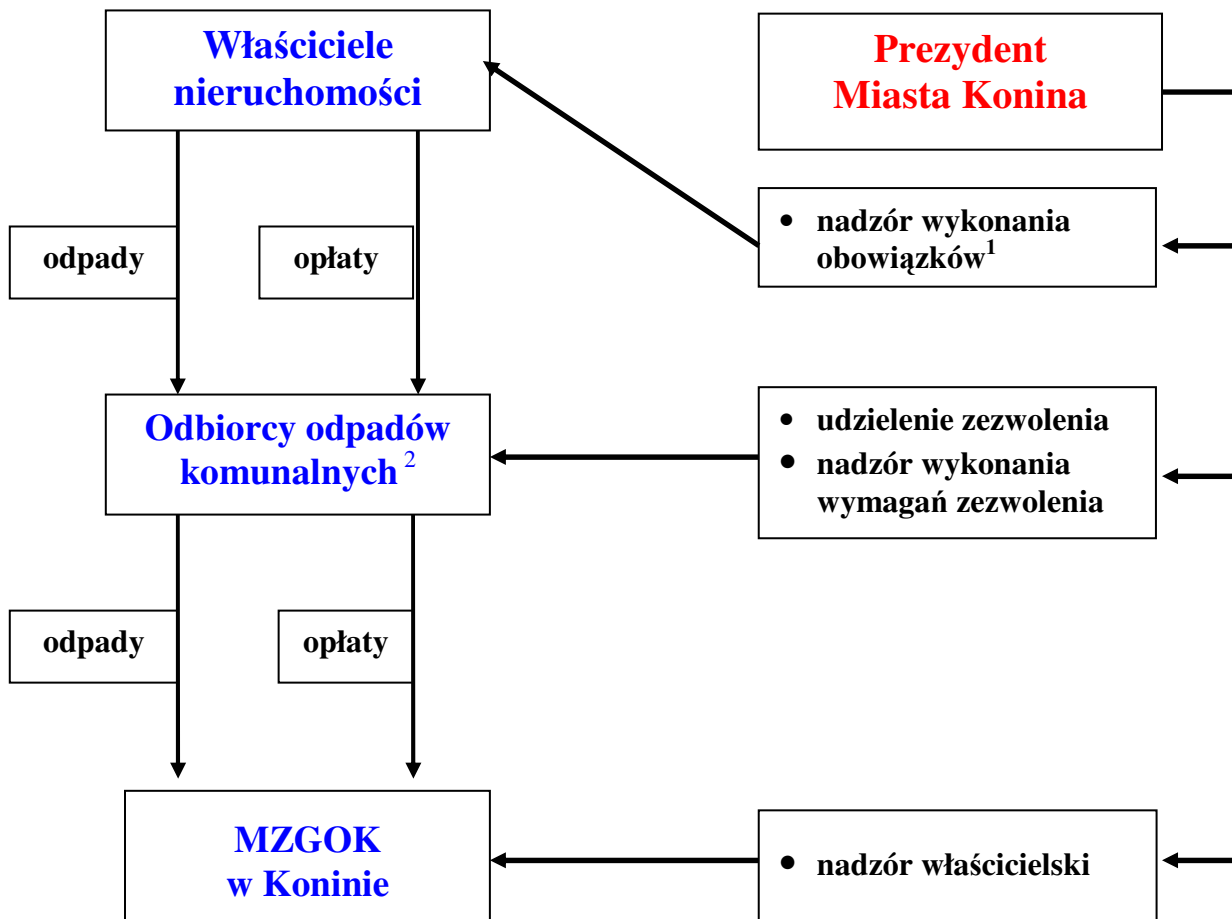 Właściciele
nieruchomości
Prezydent
Miasta Konina
• nadzór wykonania
obowiązków¹
odpady
opłaty
Odbiorcy odpadów
komunalnych ²
• udzielenie zezwolenia
• nadzór wykonania
wymagań zezwolenia
odpady
opłaty
MZGOK
w Koninie
• nadzór właścicielski